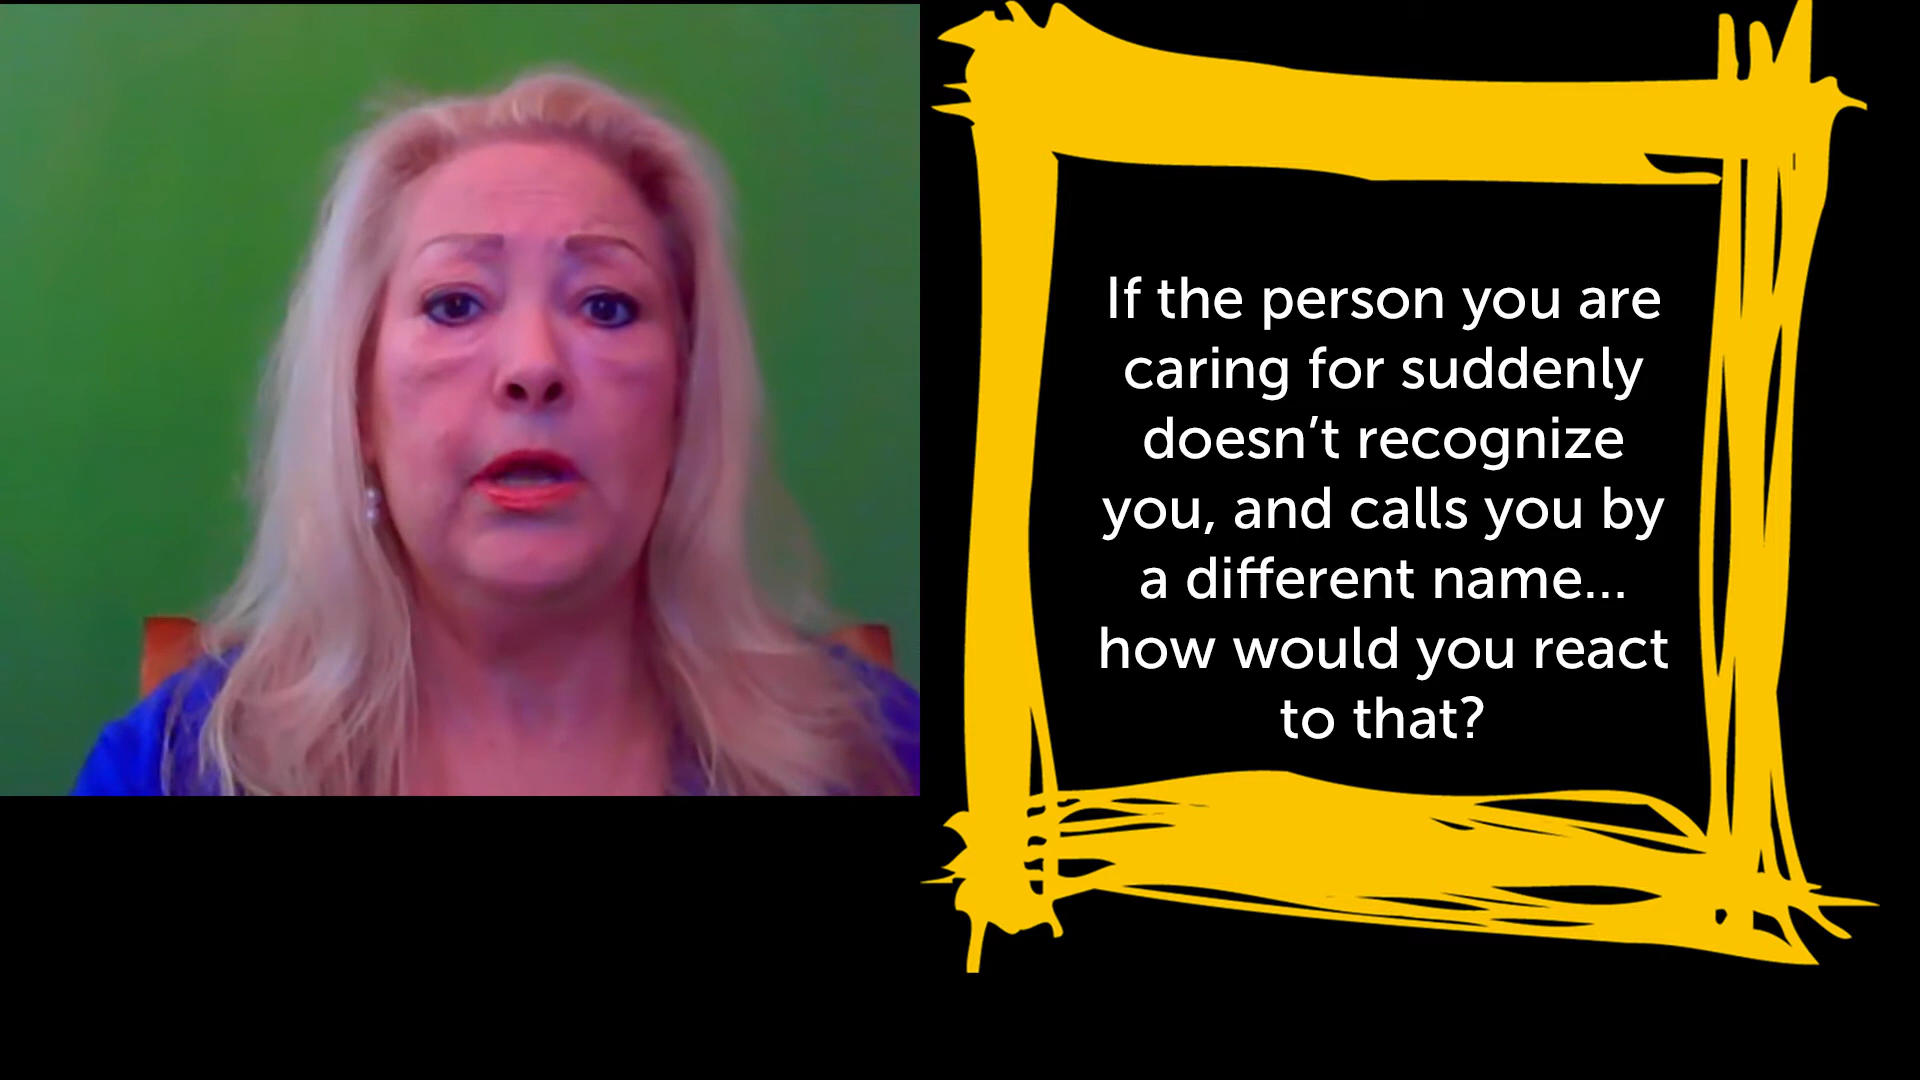 If the person you are
caring for suddenly
doesn’t recognize
you, and calls you by
a different name...
how would you react
to that?